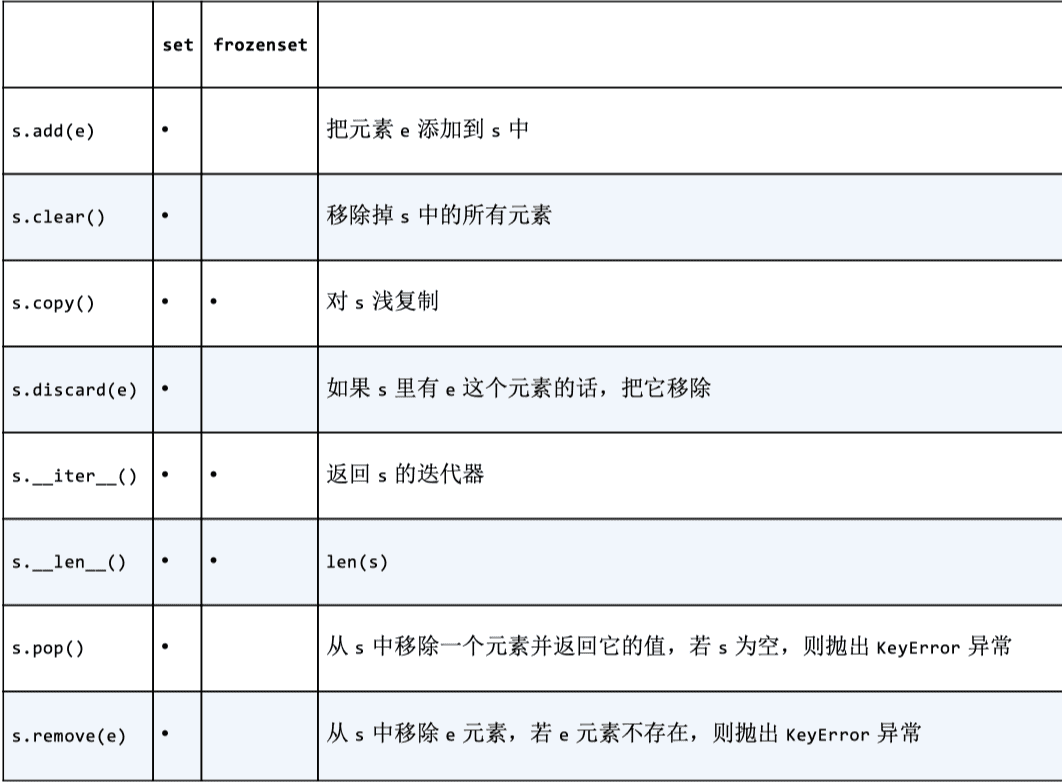 set frozenset
s.add(e) • 把元素 e 添加到 s 中
s.clear() • 移除掉 s 中的所有元素
s.copy() • • 对 s 浅复制
s.discard(e) • 如果 s 里有 e 这个元素的话，把它移除
s.__iter__() • • 返回 s 的迭代器
s.__len__() • • len(s)
s.pop() • 从 s 中移除一个元素并返回它的值，若 s 为空，则抛出 KeyError 异常
s.remove(e) • 从 s 中移除 e 元素，若 e 元素不存在，则抛出 KeyError 异常